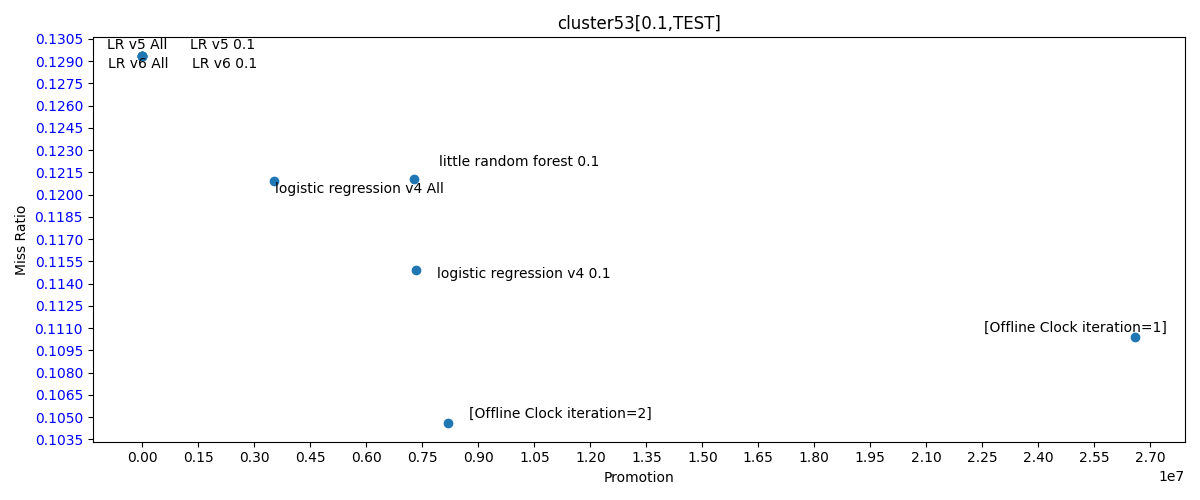 cluster53[0.1,TEST]
0.1305
0.1290
0.1275
0.1260
0.1245
0.1230
0.1215
0.1200
0.1185
0.1170
0.1155
0.1140
0.1125
0.1110
0.1095
0.1080
0.1065
0.1050
0.1035
Miss Ratio
LR v5 All LR v5 0.1
LR v6 All LR v6 0.1
little random forest 0.1
logistic regression v4 All
logistic regression v4 0.1
[Offline Clock iteration=1]
[Offline Clock iteration=2]
0.00 0.15 0.30 0.45 0.60 0.75 0.90 1.05 1.20 1.35 1.50 1.65 1.80 1.95 2.10 2.25 2.40 2.55 2.70
1e7
Promotion